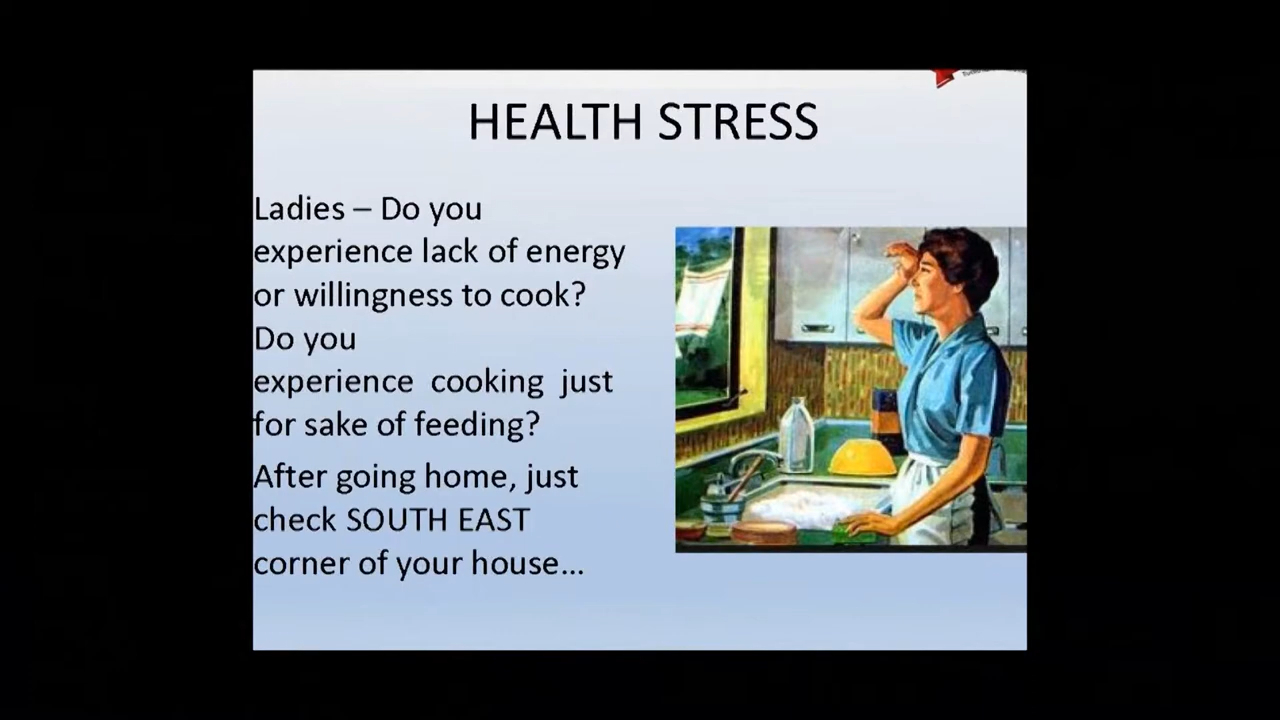 HEALTH STRESS
Ladies – Do you
experience lack of energy
or willingness to cook?
Do you
experience  cooking  just
for sake of feeding?
After going home, just
check SOUTH EAST
corner of your house...